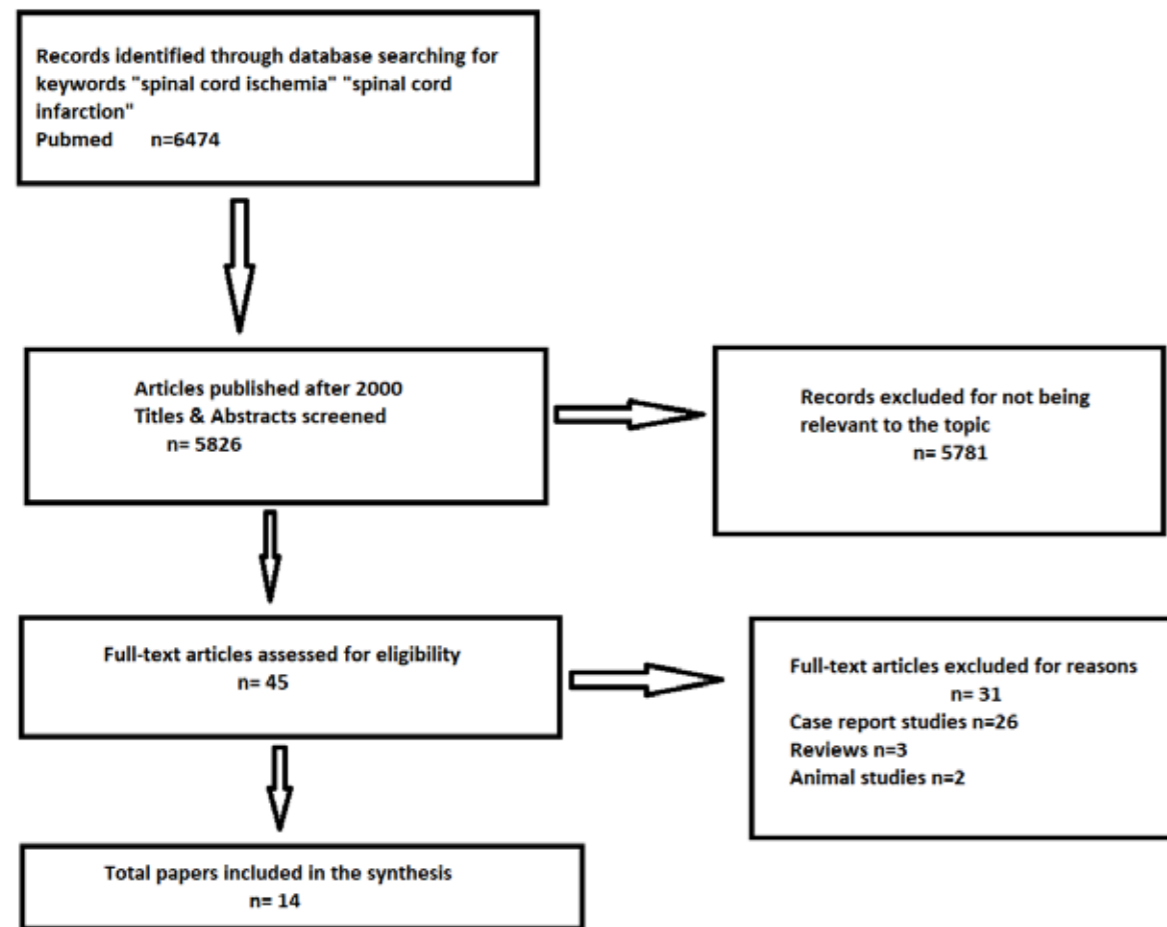 Records identified through database searching for
keywords "spinal cord ischemia" "spinal cord
infarction"
Pubmed n=6474
Articles published after 2000
Titles & Abstracts screened
n= 5826
Records excluded for not being
relevant to the topic
n= 5781
Full-text articles assessed for eligibility
n= 45
Full-text articles excluded for reasons
n= 31
Case report studies n=26
Reviews n=3
Animal studies n=2
Total papers included in the synthesis
n= 14